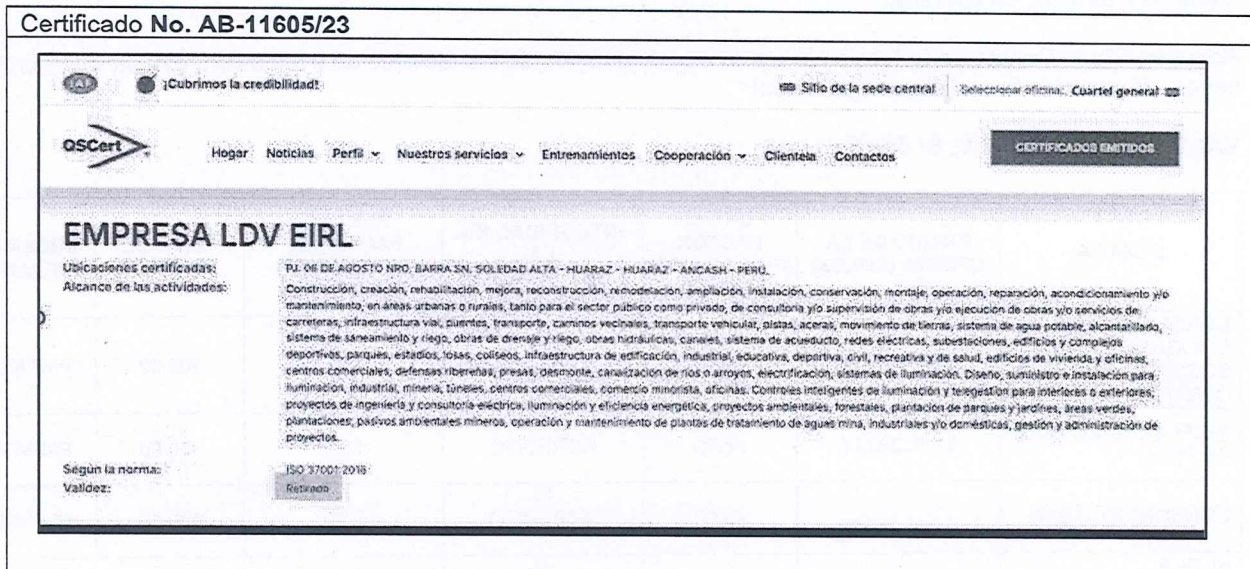 Certificado No. AB-11605/23
IAF ¡Cubrimos la credibilidad! Sitio de la sede central Seleccionar oficina: Cuartel general
QSCert Hogar Noticias Perfil Nuestros servicios Entrenamientos Cooperación Clientela Contactos CERTIFICADOS EMITIDOS
EMPRESA LDV EIRL
Ubicaciones certificadas: PJ. 06 DE AGOSTO NRO. BARRA SN. SOLEDAD ALTA - HUARAZ - HUARAZ - ANCASH - PERÚ.
Alcance de las actividades: Construcción, creación, rehabilitación, mejora, reconstrucción, remodelación, ampliación, instalación, conservación, montaje, operación, reparación, acondicionamiento y/o
mantenimiento, en áreas urbanas o rurales, tanto para el sector público como privado, de consultoría y/o supervisión de obras y/o ejecución de obras y/o servicios de:
carreteras, infraestructura vial, puentes, transporte, caminos vecinales, transporte vehicular, pistas, aceras, movimiento de tierras, sistema de agua potable, alcantarillado,
sistema de saneamiento y riego, obras de drenaje y riego, obras hidráulicas, canales, sistema de acueducto, redes eléctricas, subestaciones, edificios y complejos
deportivos, parques, estadios, losas, coliseos, infraestructura de edificación, industrial, educativa, deportiva, civil, recreativa y de salud, edificios de vivienda y oficinas,
centros comerciales, defensas ribereñas, presas, desmonte, canalización de ríos o arroyos, electrificación, sistemas de iluminación. Diseño, suministro e instalación para
iluminación, industrial, minería, túneles, centros comerciales, comercio minorista, oficinas. Controles inteligentes de iluminación y telegestión para interiores o exteriores,
proyectos de ingeniería y consultoría eléctrica, iluminación y eficiencia energética, proyectos ambientales, forestales, plantación de parques y jardines, áreas verdes,
plantaciones; pasivos ambientales mineros, operación y mantenimiento de plantas de tratamiento de aguas mina, industriales y/o domésticas, gestión y administración de
proyectos.
Según la norma: ISO 37001:2016
Validez: Retirado